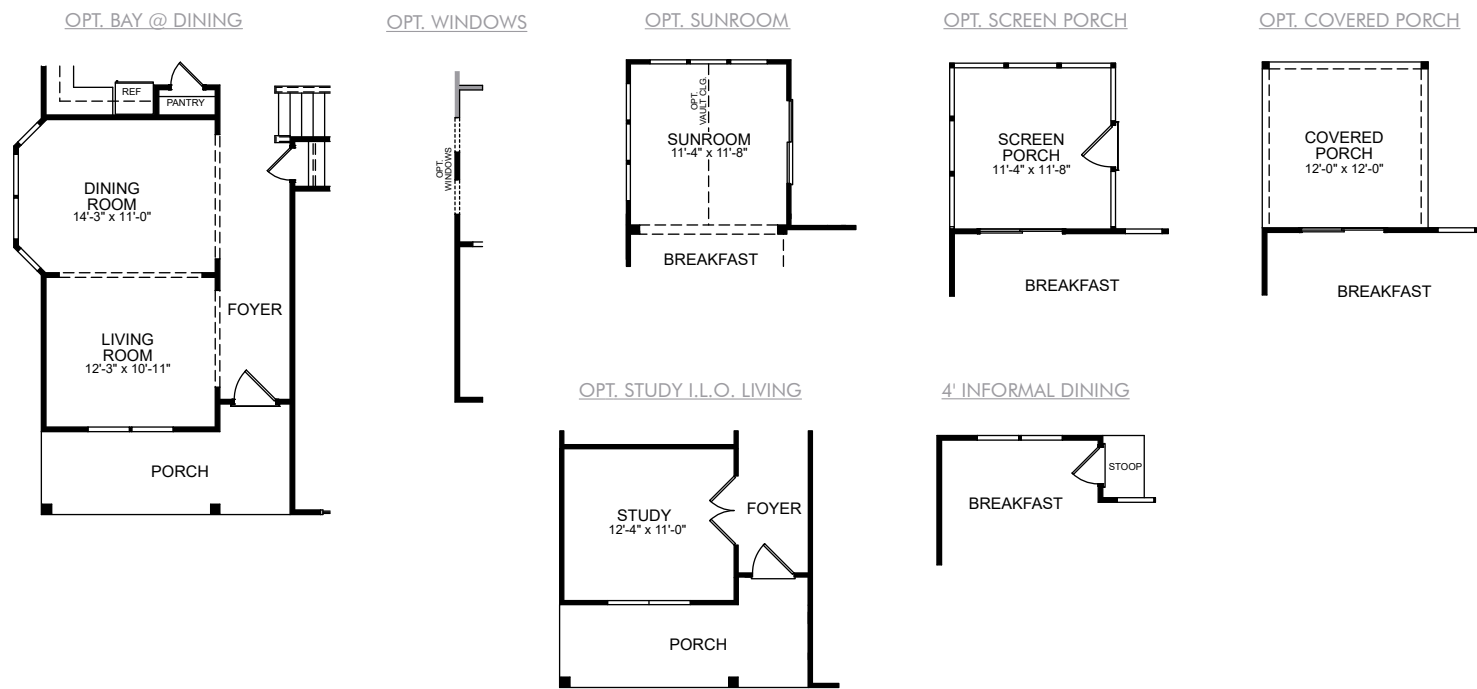 OPT. BAY @ DINING
REF
PANTRY
DINING
ROOM
14'-3" x 11'-0"
FOYER
LIVING
ROOM
12'-3" x 10'-11"
PORCH
OPT. WINDOWS
OPT.
WINDOWS
OPT. SUNROOM
OPT.
VAULT CLG.
SUNROOM
11'-4" x 11'-8"
BREAKFAST
OPT. SCREEN PORCH
SCREEN
PORCH
11'-4" x 11'-8"
BREAKFAST
OPT. COVERED PORCH
COVERED
PORCH
12'-0" x 12'-0"
BREAKFAST
OPT. STUDY I.L.O. LIVING
STUDY
12'-4" x 11'-0"
FOYER
PORCH
4' INFORMAL DINING
STOOP
BREAKFAST